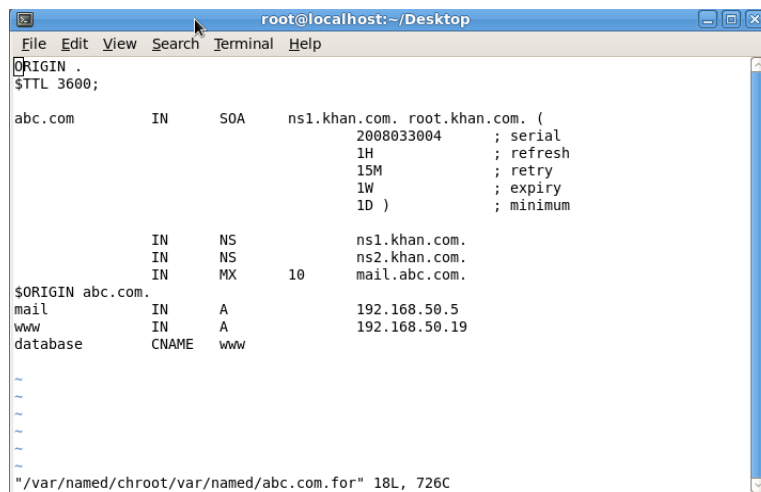 root@localhost:~/Desktop
File Edit View Search Terminal Help
ORIGIN .
$TTL 3600;
abc.com IN SOA ns1.khan.com. root.khan.com. (
2008033004 ; serial
1H ; refresh
15M ; retry
1W ; expiry
1D ) ; minimum
IN NS ns1.khan.com.
IN NS ns2.khan.com.
IN MX 10 mail.abc.com.
$ORIGIN abc.com.
mail IN A 192.168.50.5
www IN A 192.168.50.19
database CNAME www
~
~
~
~
~
~
"/var/named/chroot/var/named/abc.com.for" 18L, 726C